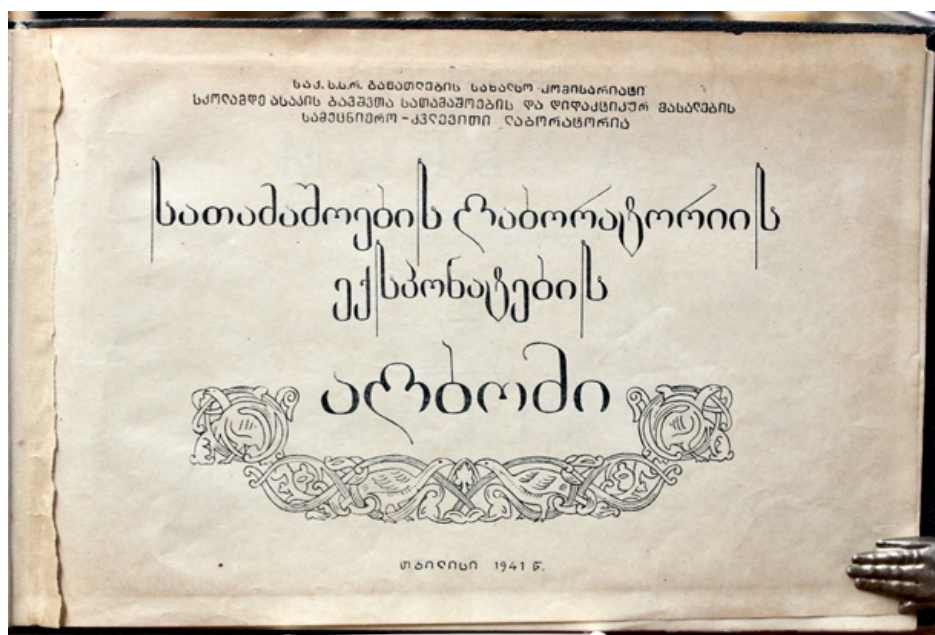 საქ. ს.ს.რ. განათლების სახალხო კომისარიატი
სკოლამდე ასაკის ბავშვთა სათამაშოების და დიდაქტიკურ მასალების
სამეცნიერო-კვლევითი ლაბორატორია
სათამაშოების ლაბორატორიის
ექსპონატების
ალბომი
თბილისი 1941 წ.